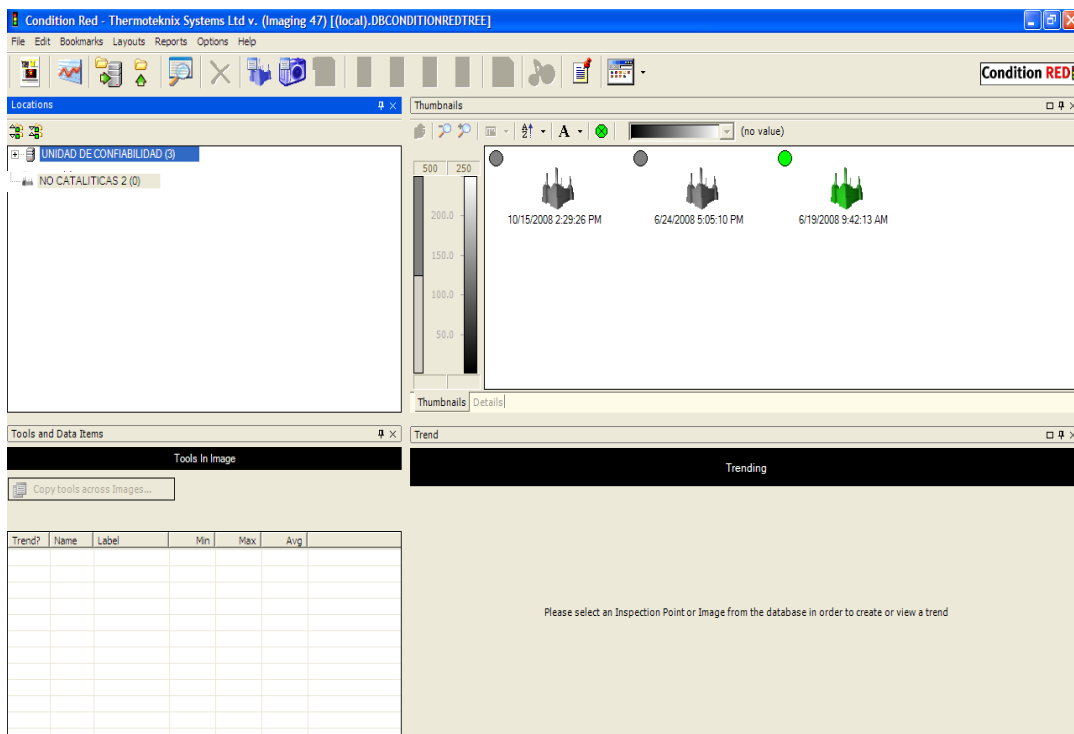 Condition Red - Thermoteknix Systems Ltd v. (Imaging 47) [(local).DBCONDITIONREDTREE]
File Edit Bookmarks Layouts Reports Options Help
Condition RED
Locations
Thumbnails
(no value)
UNIDAD DE CONFIABILIDAD (3)
NO CATALITICAS 2 (0)
500 250
200.0
150.0
100.0
50.0
10/15/2008 2:29:26 PM
6/24/2008 5:05:10 PM
6/19/2008 9:42:13 AM
Thumbnails Details
Tools and Data Items
Tools In Image
Copy tools across Images...
Trend? Name Label Min Max Avg
Trend
Trending
Please select an Inspection Point or Image from the database in order to create or view a trend